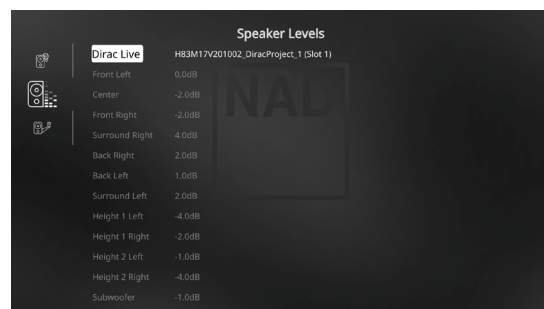 Speaker Levels
Dirac Live H83M17V201002_DiracProject_1 (Slot 1)
Front Left 0.0dB
Center -2.0dB
Front Right -2.0dB
Surround Right 4.0dB
Back Right 2.0dB
Back Left 1.0dB
Surround Left 2.0dB
Height 1 Left -4.0dB
Height 1 Right -2.0dB
Height 2 Left -1.0dB
Height 2 Right -4.0dB
Subwoofer -1.0dB
NAD